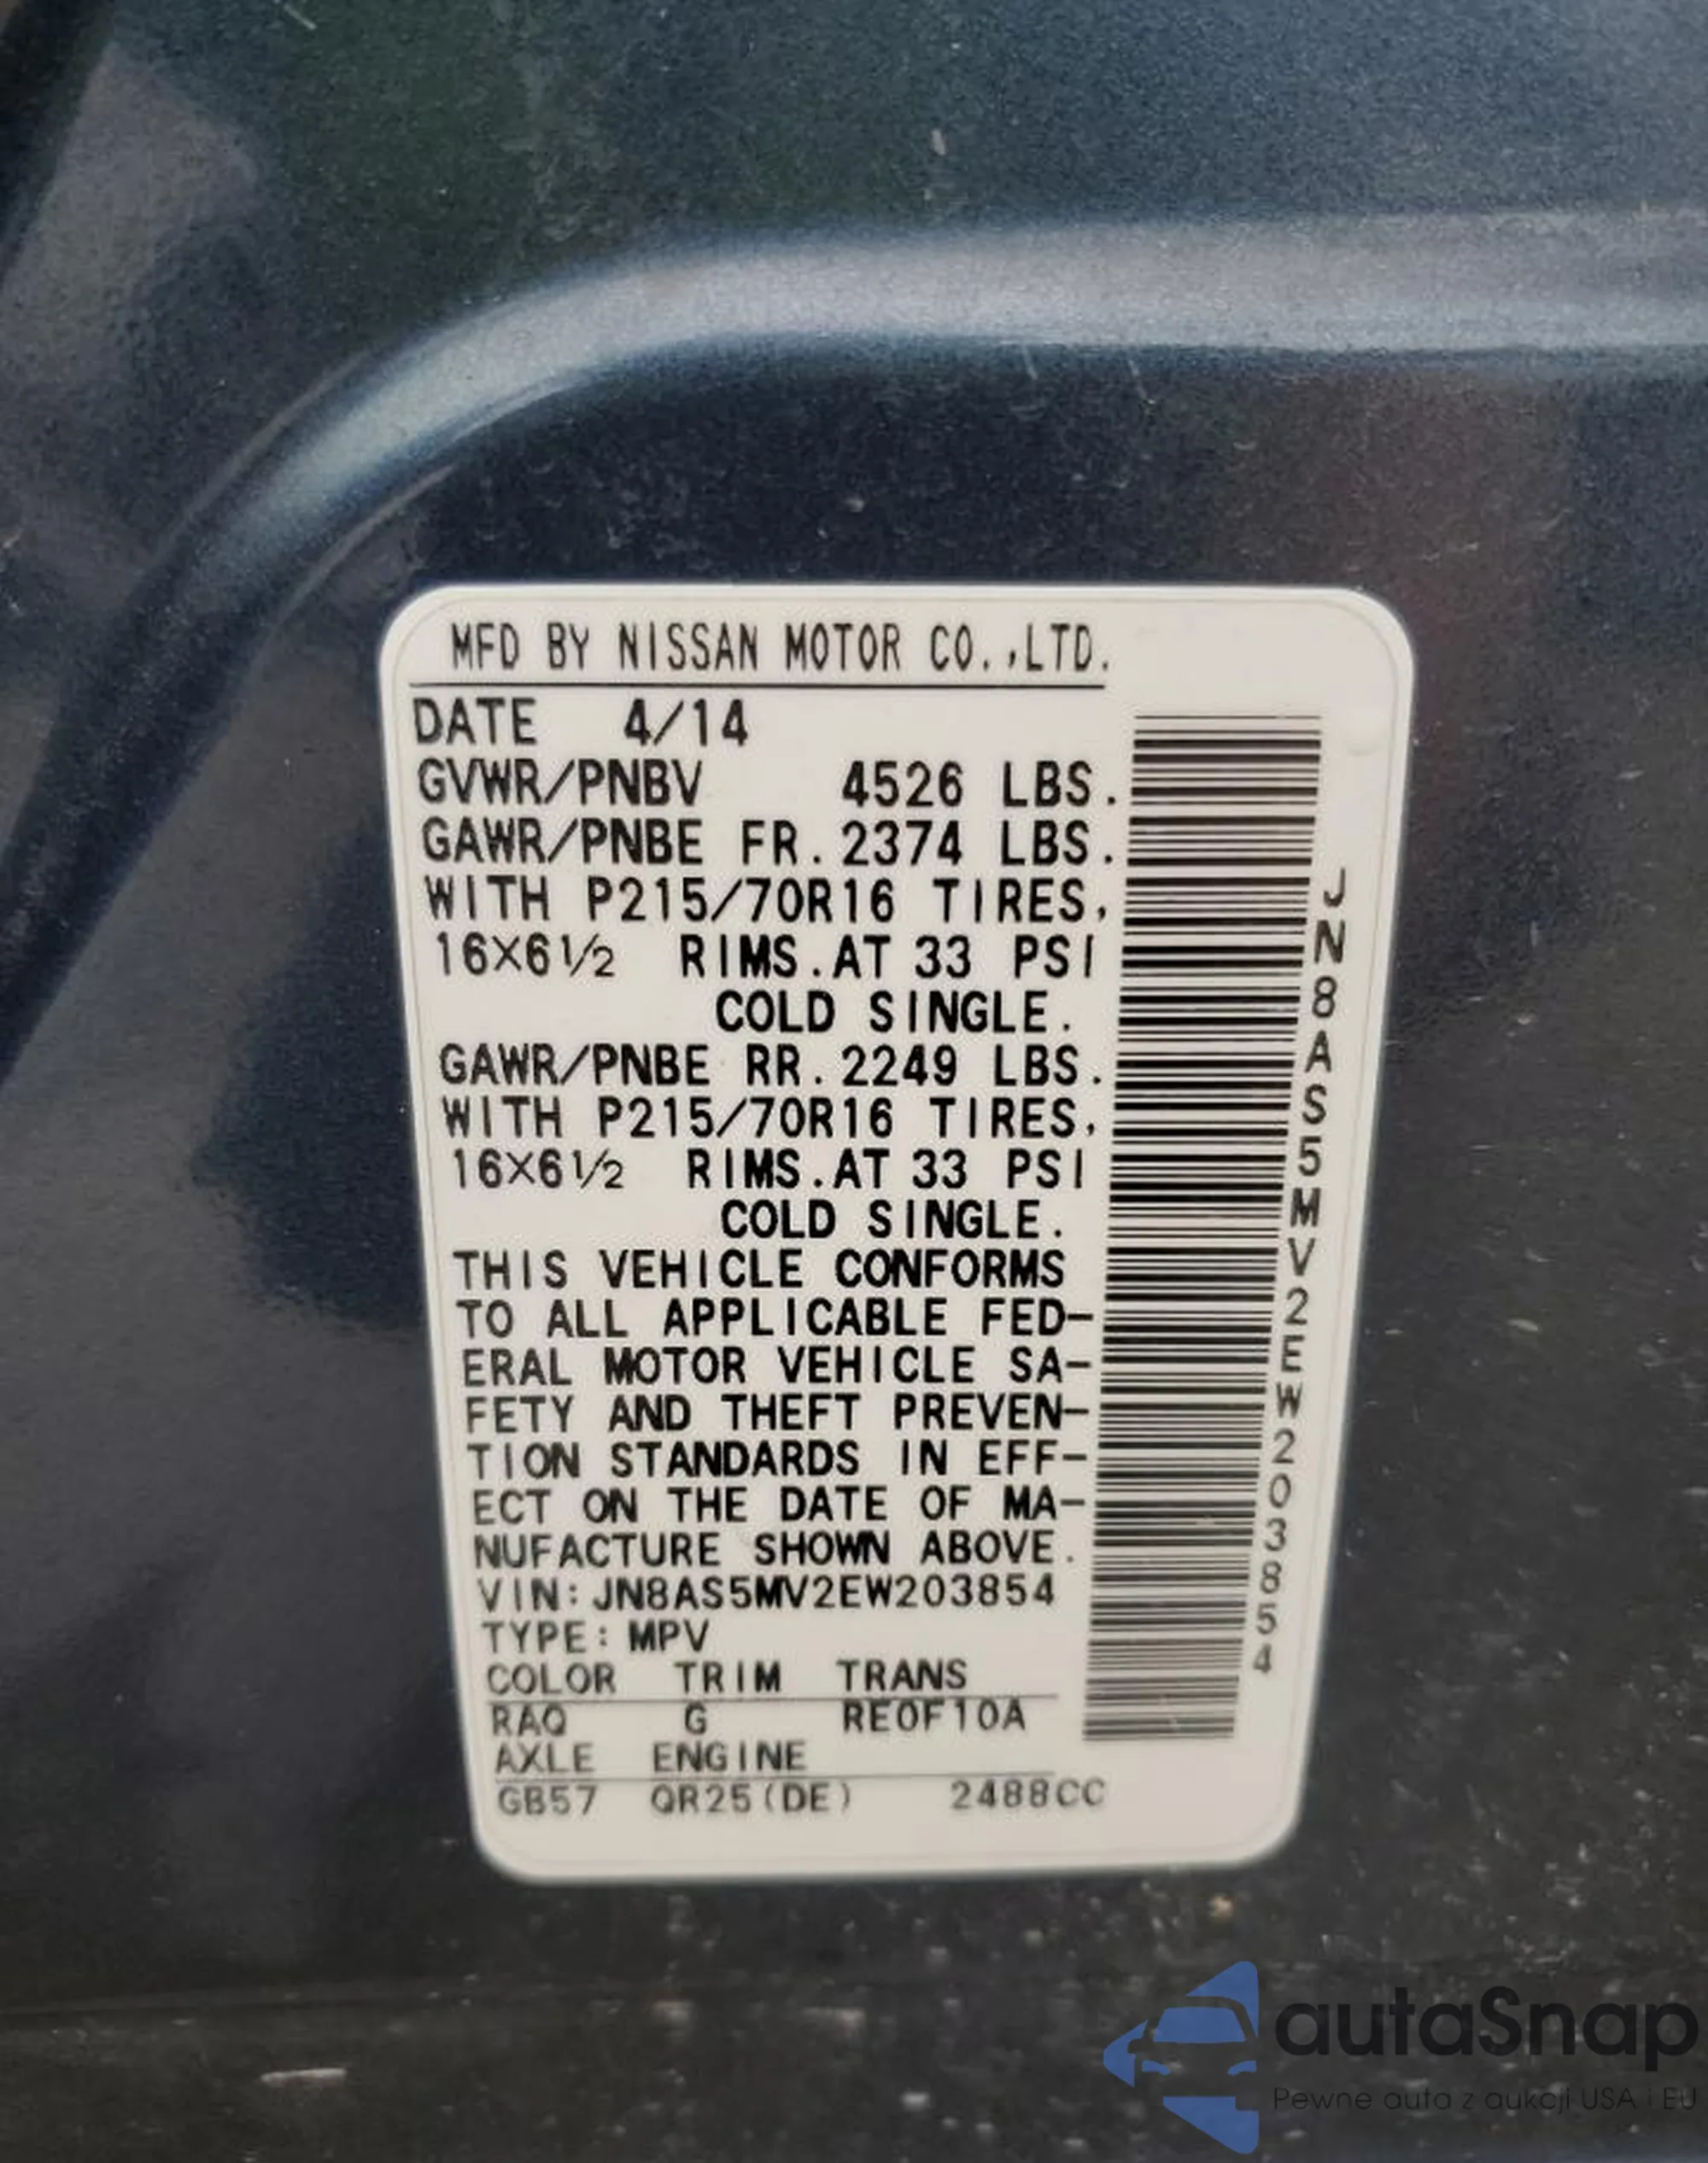 MFD BY NISSAN MOTOR CO.,LTD.
DATE 4/14
GVWR/PNBV 4526 LBS.
GAWR/PNBE FR. 2374 LBS.
WITH P215/70R16 TIRES,
16X6 1/2 RIMS. AT 33 PSI
COLD SINGLE.
GAWR/PNBE RR. 2249 LBS.
WITH P215/70R16 TIRES,
16X6 1/2 RIMS. AT 33 PSI
COLD SINGLE.
THIS VEHICLE CONFORMS
TO ALL APPLICABLE FED-
ERAL MOTOR VEHICLE SA-
FETY AND THEFT PREVEN-
TION STANDARDS IN EFF-
ECT ON THE DATE OF MA-
NUFACTURE SHOWN ABOVE.
VIN: JN8AS5MV2EW203854
TYPE: MPV
COLOR TRIM TRANS
RAQ G RE0F10A
AXLE ENGINE
GB57 QR25(DE) 2488CC
JN8AS5MV2EW203854
autaSnap
Pewne auta z aukcji USA i EU